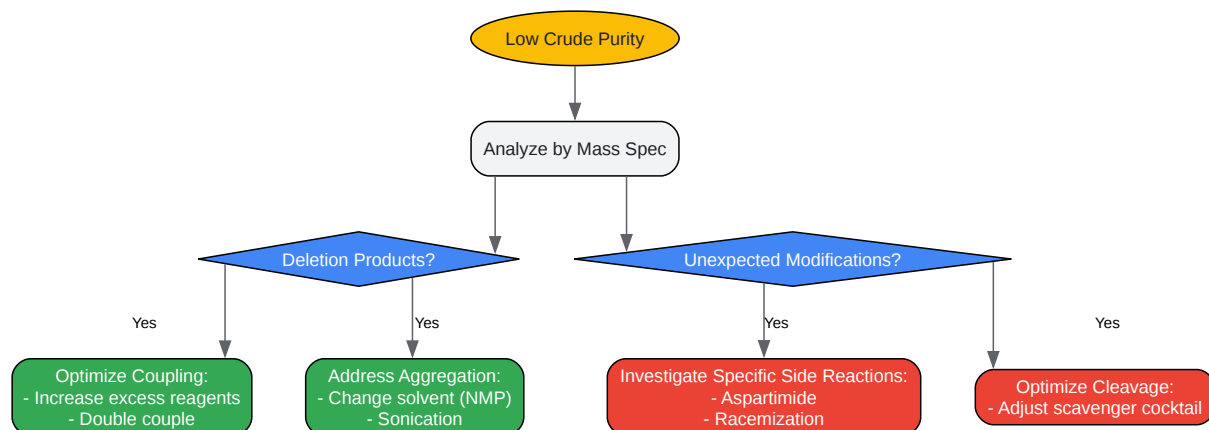 Low Crude Purity
Analyze by Mass Spec
Deletion Products?
Unexpected Modifications?
Yes
Yes
Yes
Yes
Optimize Coupling:
- Increase excess reagents
- Double couple
Address Aggregation:
- Change solvent (NMP)
- Sonication
Investigate Specific Side Reactions:
- Aspartimide
- Racemization
Optimize Cleavage:
- Adjust scavenger cocktail